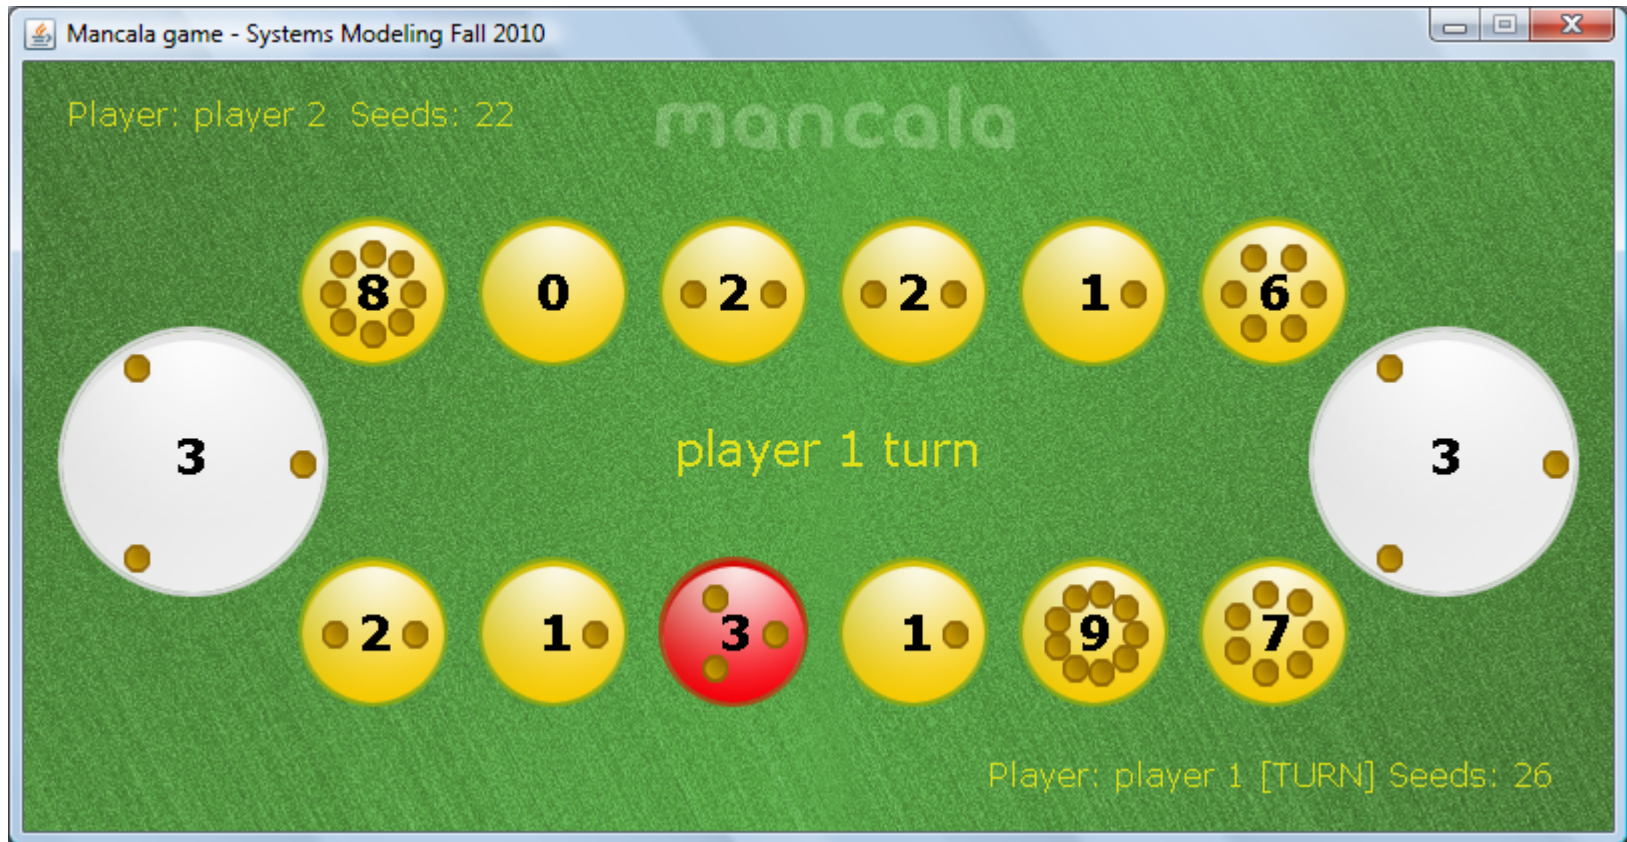 Mancala game - Systems Modeling Fall 2010
Player: player 2 Seeds: 22
mancala
8 0 2 2 1 6
3 player 1 turn 3
2 1 3 1 9 7
Player: player 1 [TURN] Seeds: 26